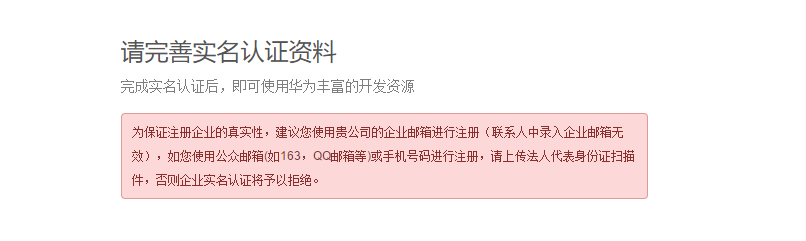 请完善实名认证资料
完成实名认证后，即可使用华为丰富的开发资源
为保证注册企业的真实性，建议您使用贵公司的企业邮箱进行注册（联系人中录入企业邮箱无
效），如您使用公众邮箱(如163，QQ邮箱等)或手机号码进行注册，请上传法人代表身份证扫描
件，否则企业实名认证将予以拒绝。